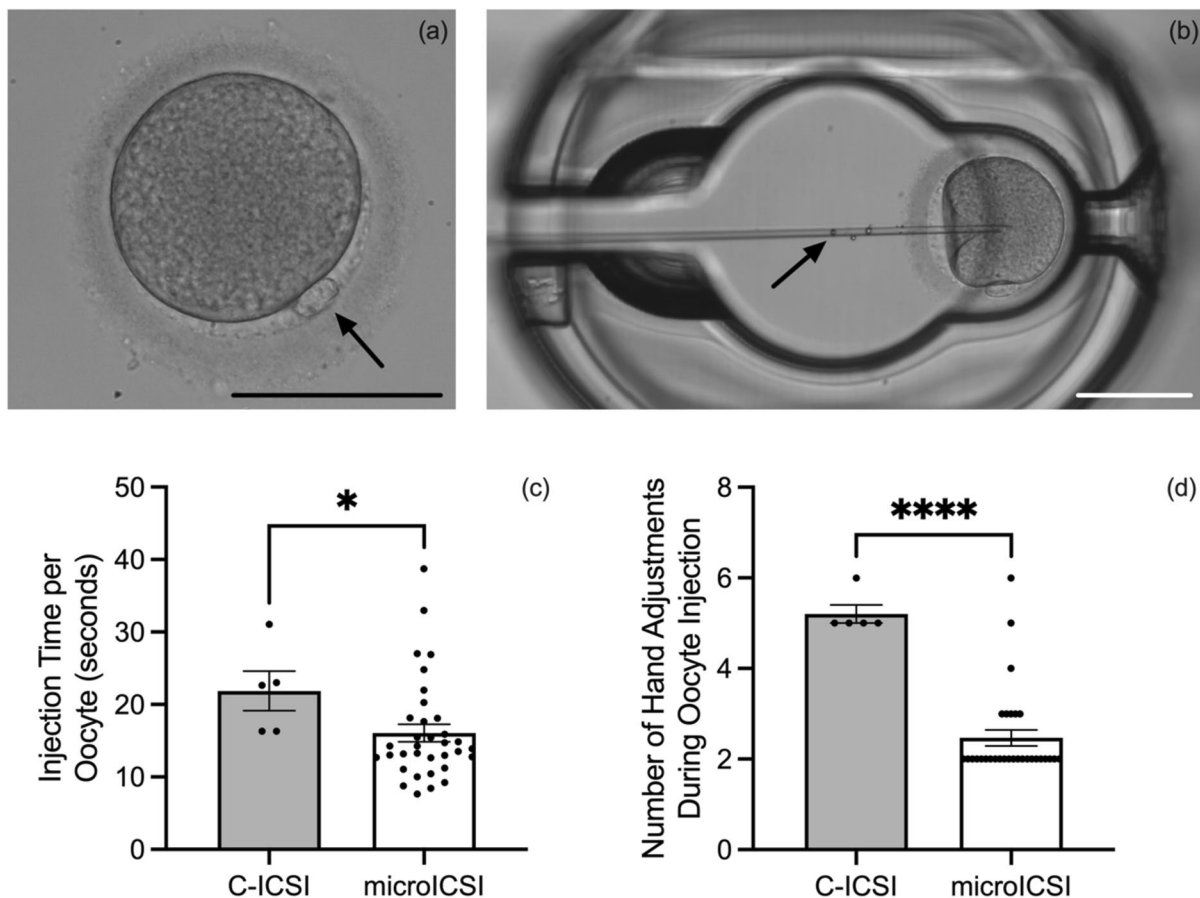 (a)
(b)
(c)
50
40
30
20
10
0
Injection Time per
Oocyte (seconds)
*
C-ICSI
microICSI
(d)
8
6
4
2
0
Number of Hand Adjustments
During Oocyte Injection
****
C-ICSI
microICSI